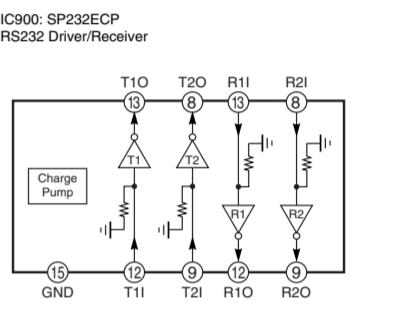 IC900: SP232ECP
RS232 Driver/Receiver
T1O T2O R1I R2I
13 8 13 8
T1 T2
Charge
Pump
R1 R2
15 12 9 12 9
GND T1I T2I R1O R2O